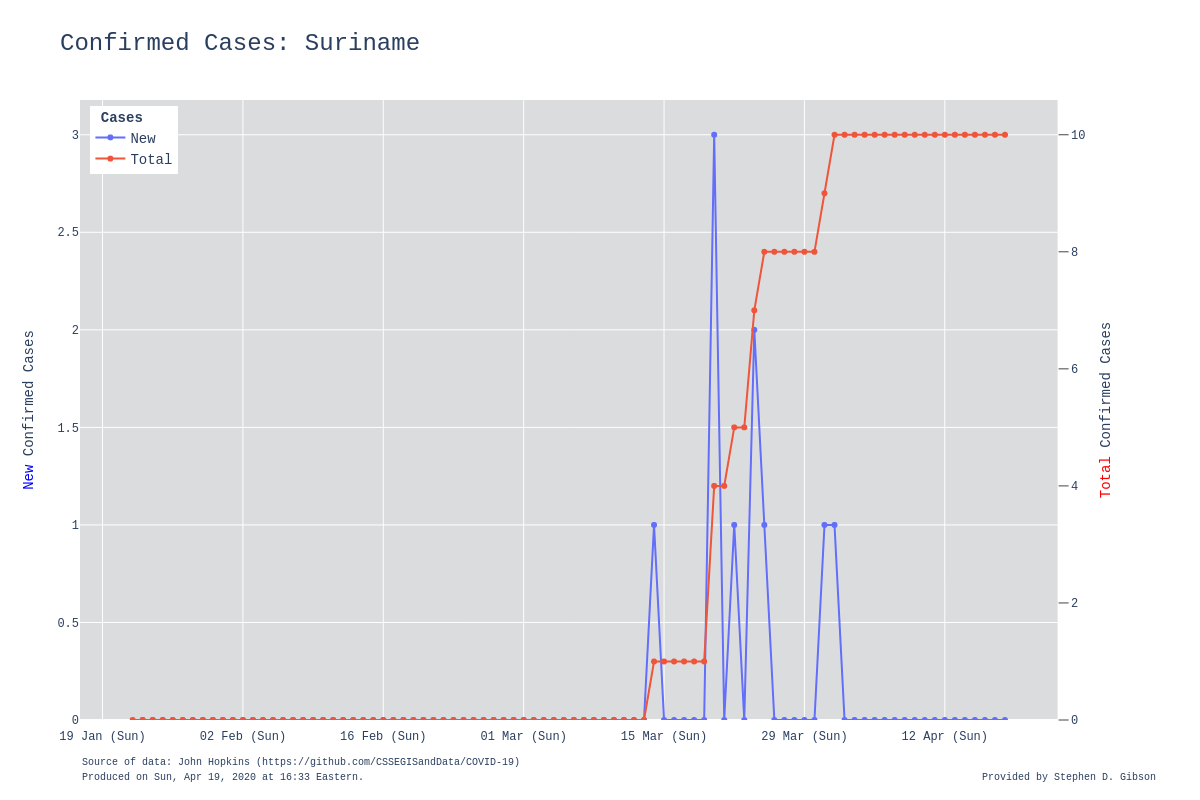 Confirmed Cases: Suriname
Cases
New
Total
3
2.5
2
1.5
1
0.5
0
10
8
6
4
2
0
New Confirmed Cases
Total Confirmed Cases
19 Jan (Sun)
02 Feb (Sun)
16 Feb (Sun)
01 Mar (Sun)
15 Mar (Sun)
29 Mar (Sun)
12 Apr (Sun)
Source of data: John Hopkins (https://github.com/CSSEGISandData/COVID-19)
Produced on Sun, Apr 19, 2020 at 16:33 Eastern.
Provided by Stephen D. Gibson